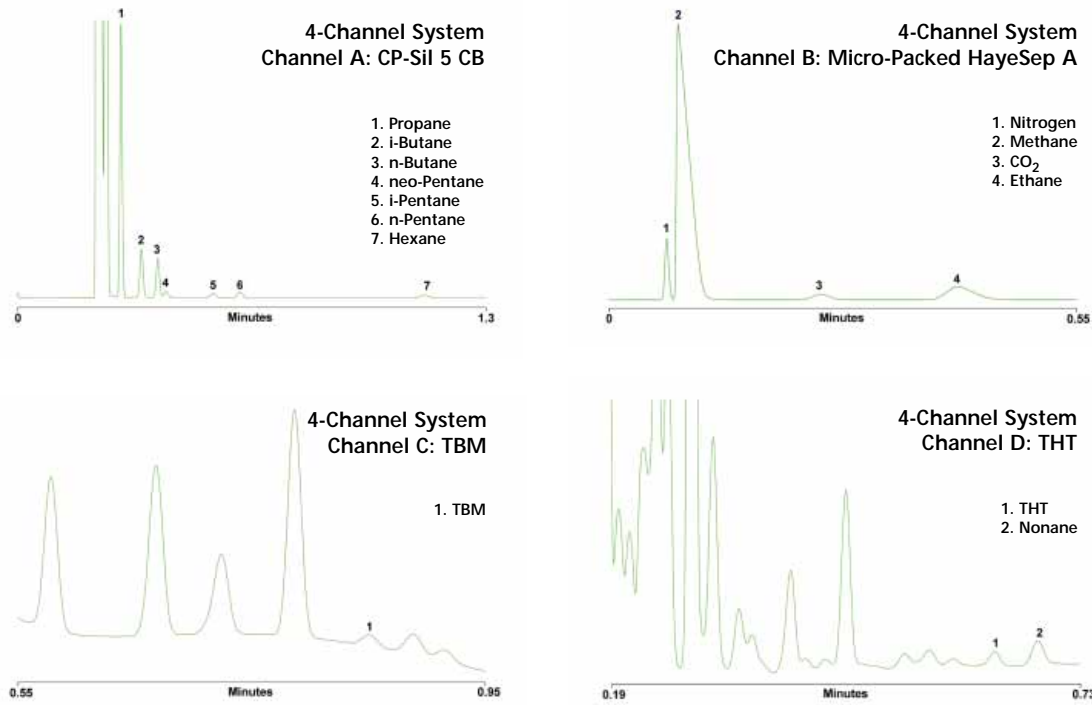 4-Channel System
Channel A: CP-Sil 5 CB
1. Propane
2. i-Butane
3. n-Butane
4. neo-Pentane
5. i-Pentane
6. n-Pentane
7. Hexane
1
2
3
4
5
6
7
0
Minutes
1.3
4-Channel System
Channel B: Micro-Packed HayeSep A
1. Nitrogen
2. Methane
3. CO2
4. Ethane
2
1
3
4
0
Minutes
0.55
4-Channel System
Channel C: TBM
1. TBM
1
0.55
Minutes
0.95
4-Channel System
Channel D: THT
1. THT
2. Nonane
1
2
0.19
Minutes
0.73